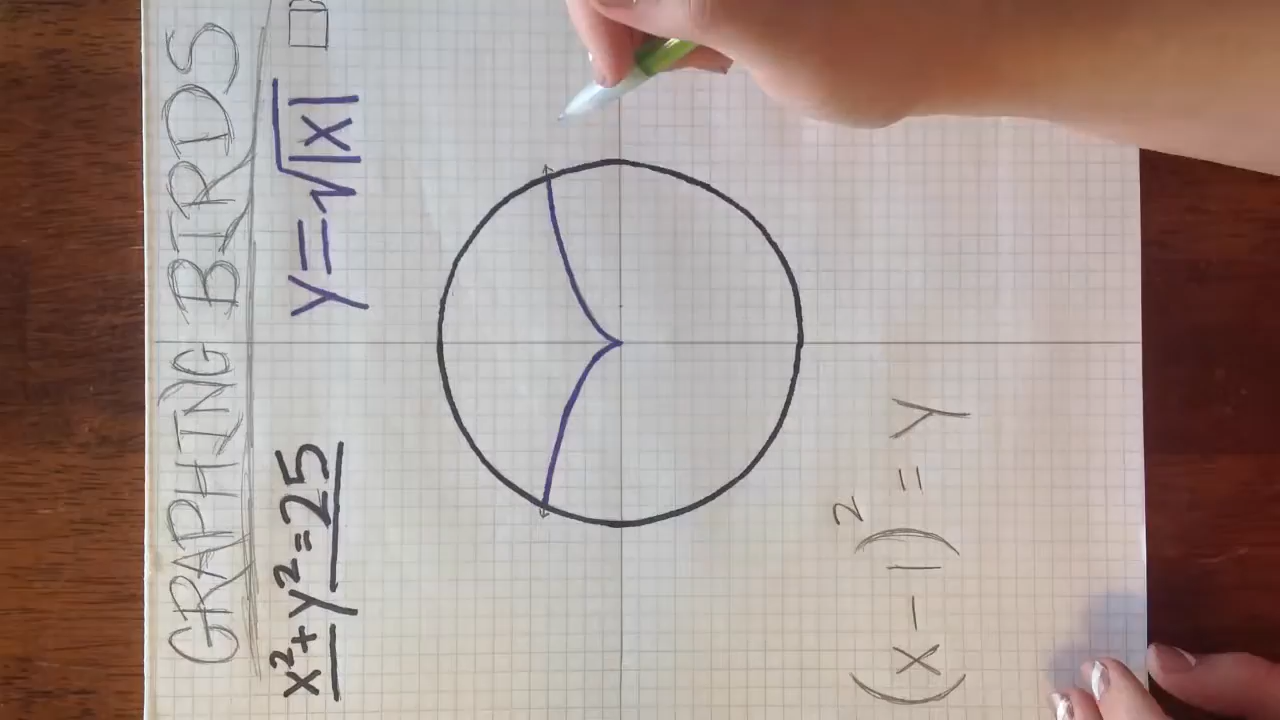 GRAPHING BIRDS
x²+y²=25 y=√|x|
(x-1)²=y